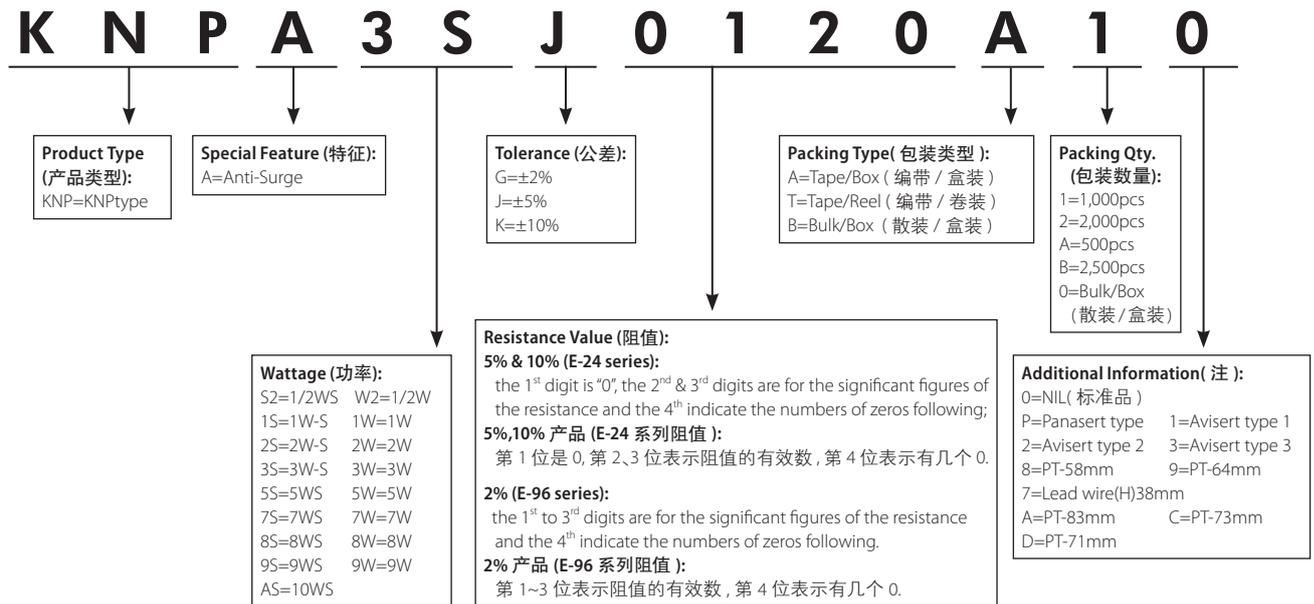 K N P A 3 S J 0 1 2 0 A 1 0
Product Type
(产品类型):
KNP=KNPtype
Special Feature (特征):
A=Anti-Surge
Tolerance (公差):
G=±2%
J=±5%
K=±10%
Packing Type( 包装类型 ):
A=Tape/Box ( 编带 / 盒装 )
T=Tape/Reel ( 编带 / 卷装 )
B=Bulk/Box ( 散装 / 盒装 )
Packing Qty.
(包装数量):
1=1,000pcs
2=2,000pcs
A=500pcs
B=2,500pcs
0=Bulk/Box
( 散装 / 盒装 )
Wattage (功率):
S2=1/2WS W2=1/2W
1S=1W-S 1W=1W
2S=2W-S 2W=2W
3S=3W-S 3W=3W
5S=5WS 5W=5W
7S=7WS 7W=7W
8S=8WS 8W=8W
9S=9WS 9W=9W
AS=10WS
Resistance Value (阻值):
5% & 10% (E-24 series):
the 1st digit is "0", the 2nd & 3rd digits are for the significant figures of
the resistance and the 4th indicate the numbers of zeros following;
5%,10% 产品 (E-24 系列阻值 ):
第 1 位是 0, 第 2、3 位表示阻值的有效数 , 第 4 位表示有几个 0.
2% (E-96 series):
the 1st to 3rd digits are for the significant figures of the resistance
and the 4th indicate the numbers of zeros following.
2% 产品 (E-96 系列阻值 ):
第 1~3 位表示阻值的有效数 , 第 4 位表示有几个 0.
Additional Information( 注 ):
0=NIL( 标准品 )
P=Panasert type 1=Avisert type 1
2=Avisert type 2 3=Avisert type 3
8=PT-58mm 9=PT-64mm
7=Lead wire(H)38mm
A=PT-83mm C=PT-73mm
D=PT-71mm